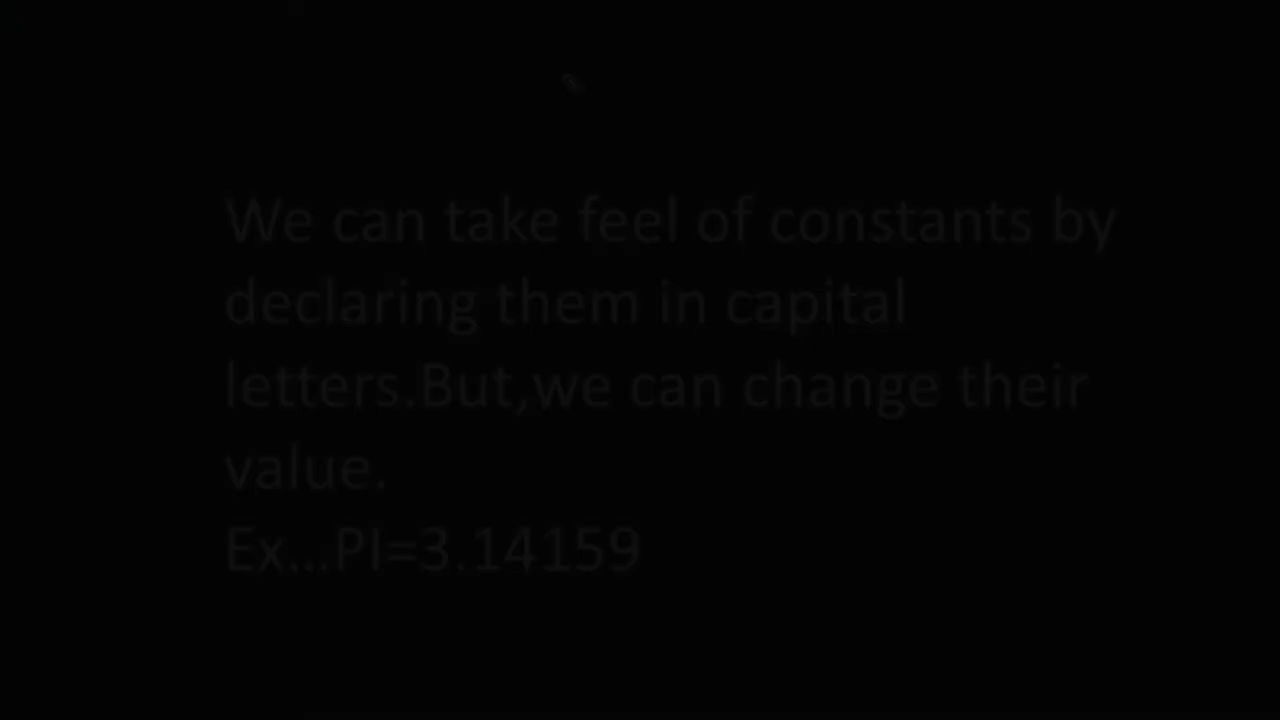 We can take feel of constants by
declaring them in capital
letters.But,we can change their
value.
Ex...PI=3.14159